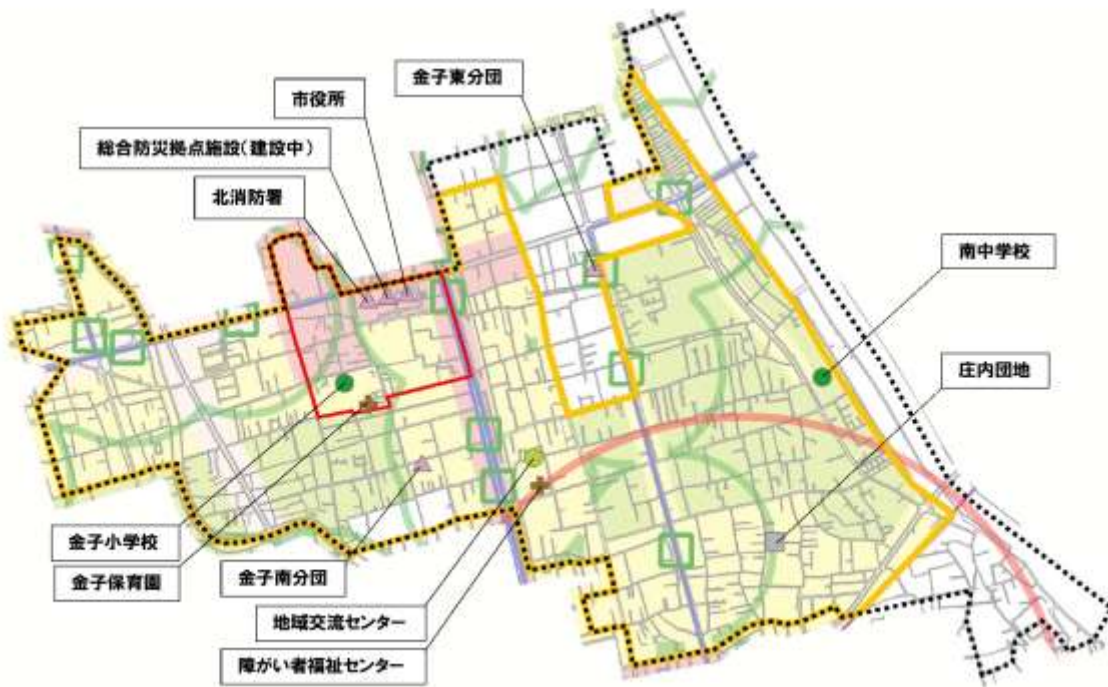 金子東分団
市役所
総合防災拠点施設(建設中)
北消防署
南中学校
庄内団地
金子小学校
金子保育園
金子南分団
地域交流センター
障がい者福祉センター